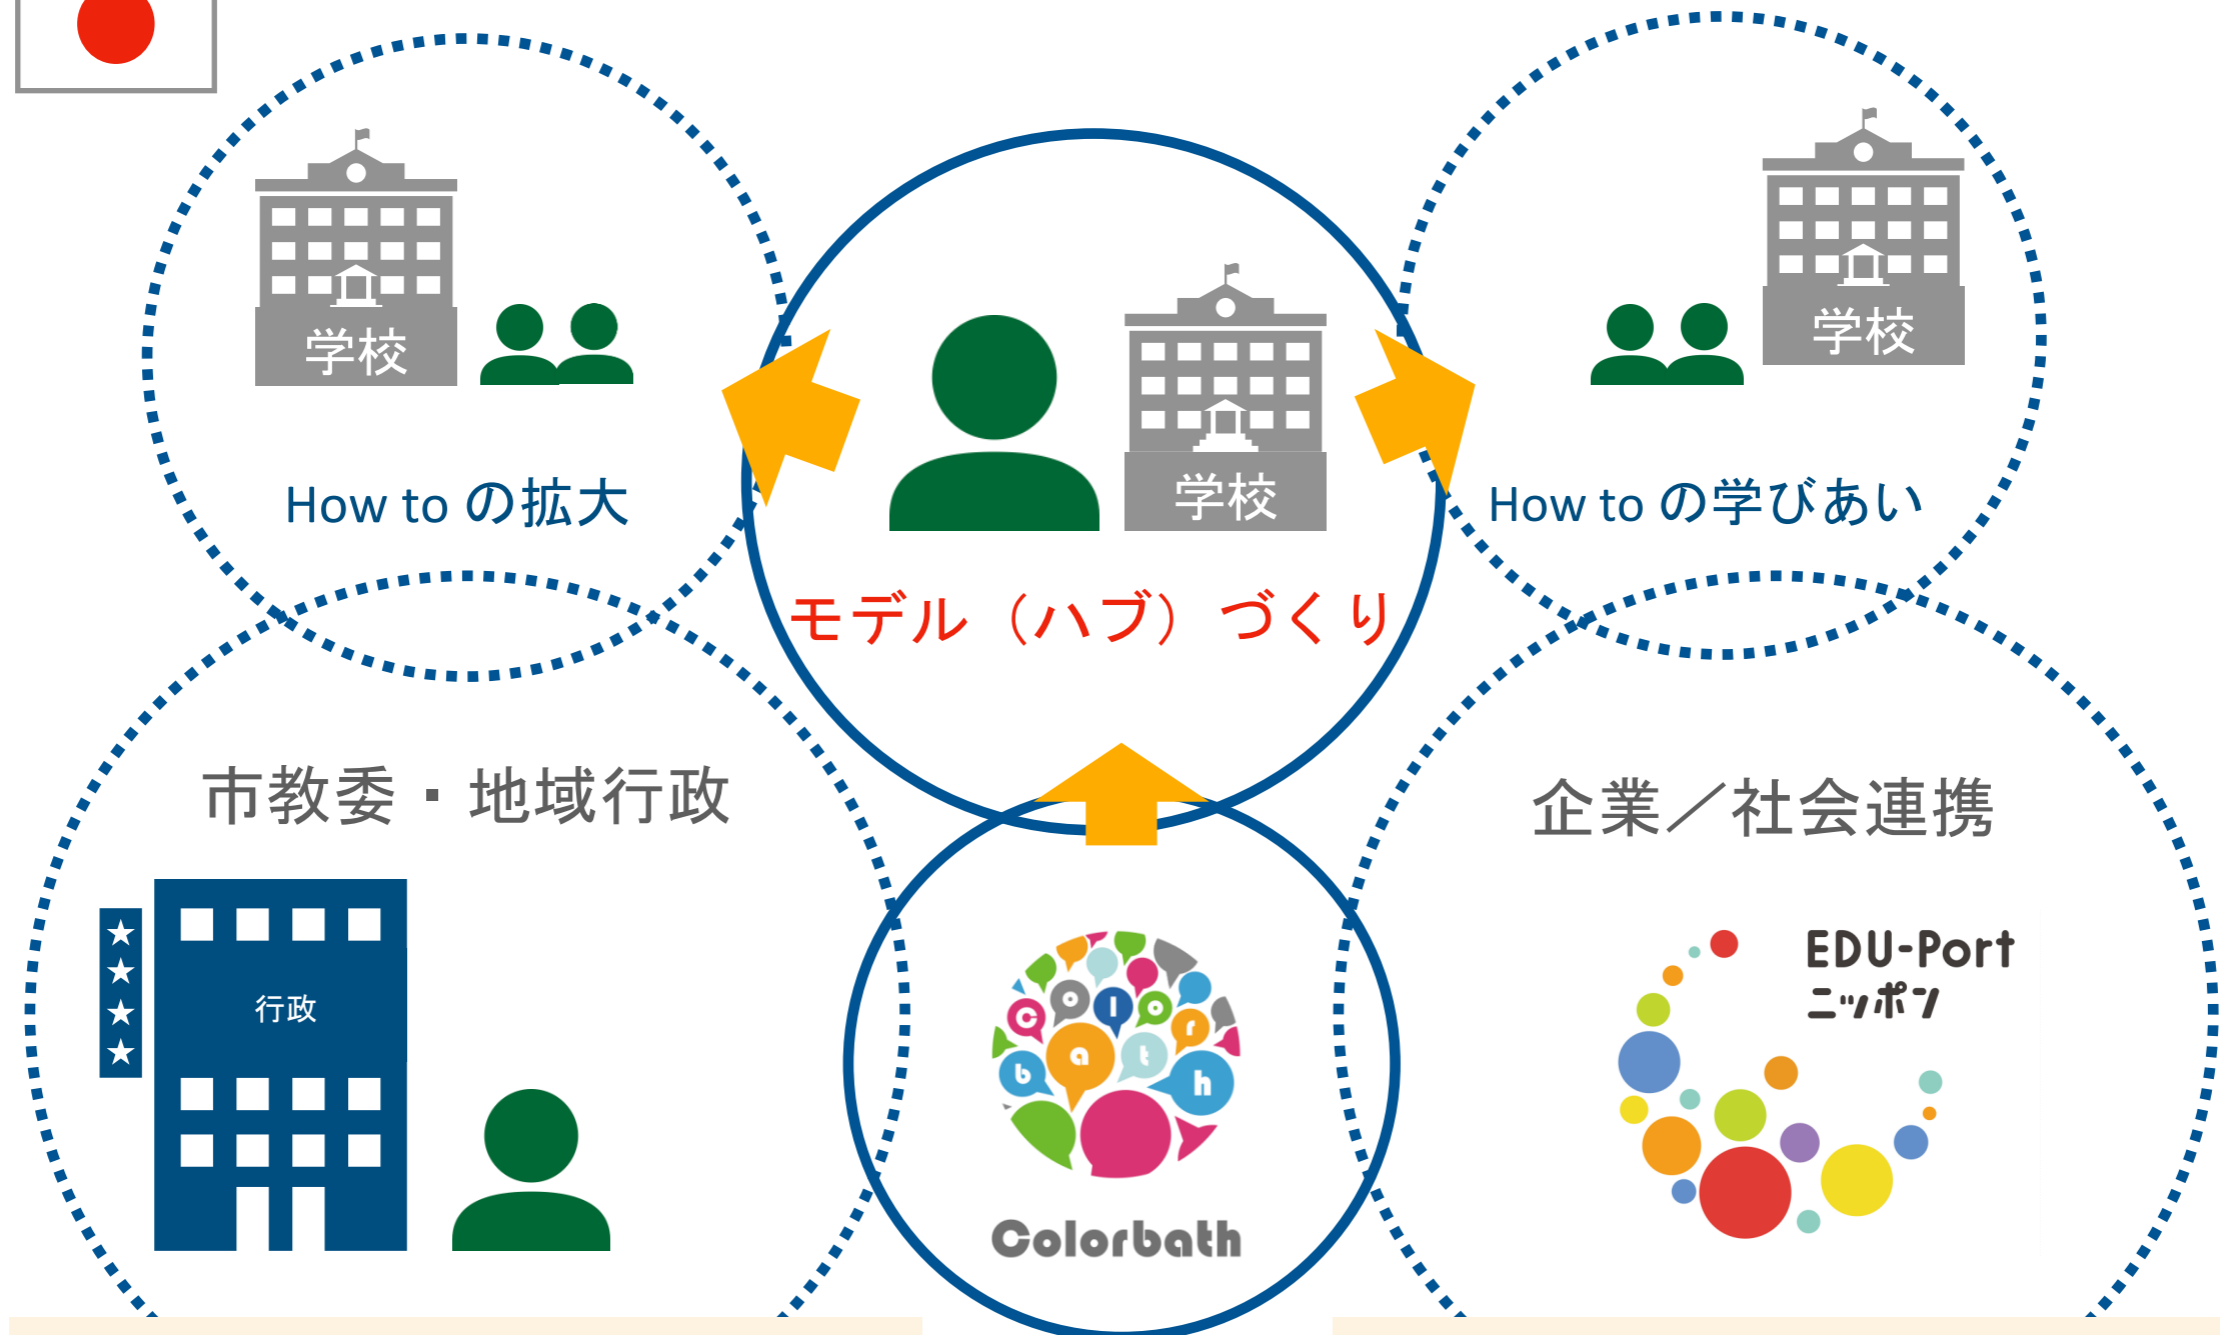 学校
学校
学校
How to の拡大
How to の学びあい
モデル（ハブ）づくり
市教委・地域行政
企業／社会連携
行政
EDU-Port
ニッポン
color
bath
Colorbath